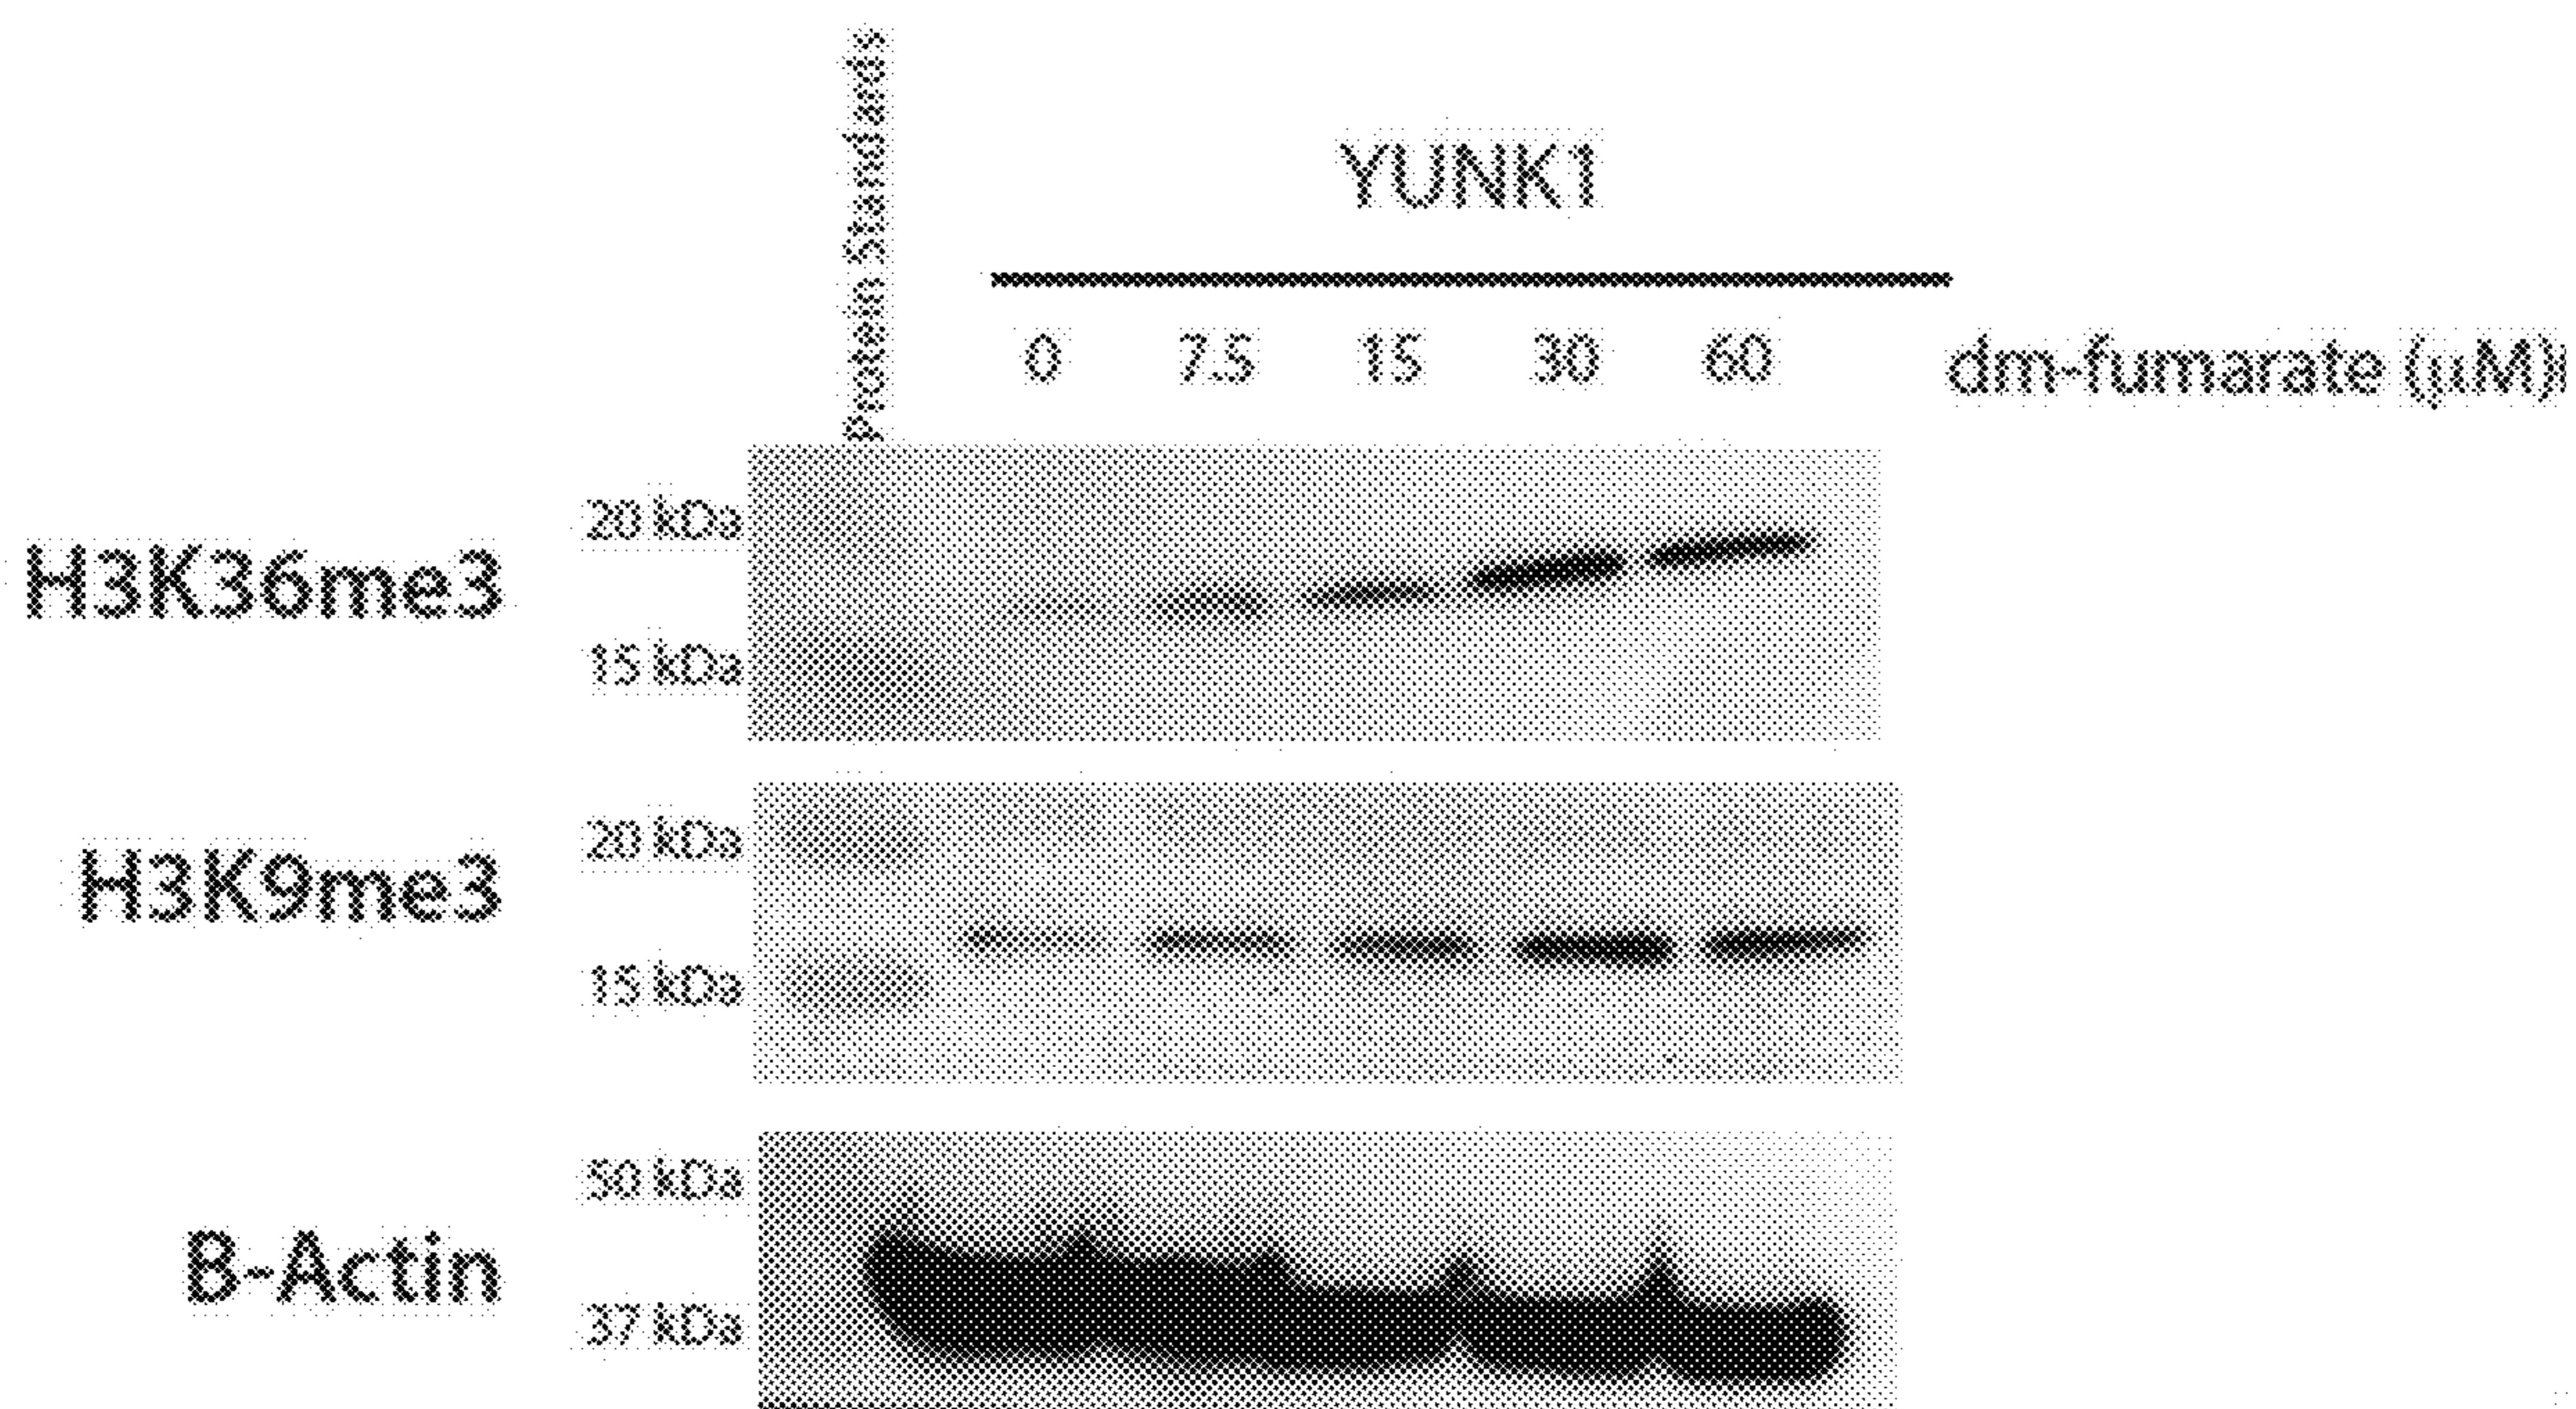 Protein Standards
YUNK1
0 7.5 15 30 60 dm-fumarate (µM)
H3K36me3
20 kDa
15 kDa
H3K9me3
20 kDa
15 kDa
B-Actin
50 kDa
37 kDa